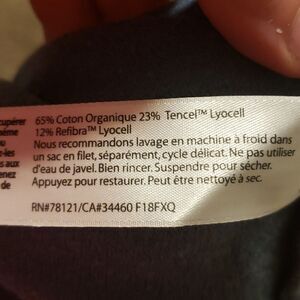 cupérer
65% Coton Organique 23% Tencel™ Lyocell
12% Refibra™ Lyocell
Nous recommandons lavage en machine à froid dans
un sac en filet, séparément, cycle délicat. Ne pas utiliser
d'eau de javel. Bien rincer. Suspendre pour sécher.
Appuyez pour restaurer. Peut être nettoyé à sec.
RN#78121/CA#34460 F18FXQ